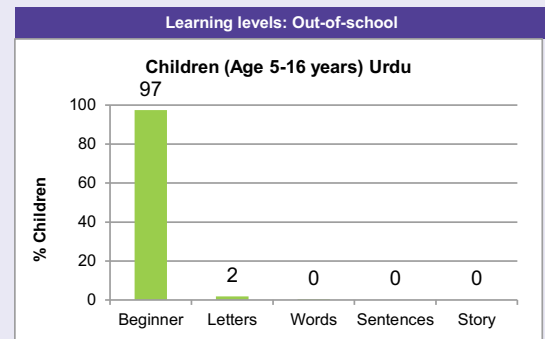 Learning levels: Out-of-school
Children (Age 5-16 years) Urdu
97
100
80
60
40
20
0
% Children
2
0
0
0
Beginner
Letters
Words
Sentences
Story